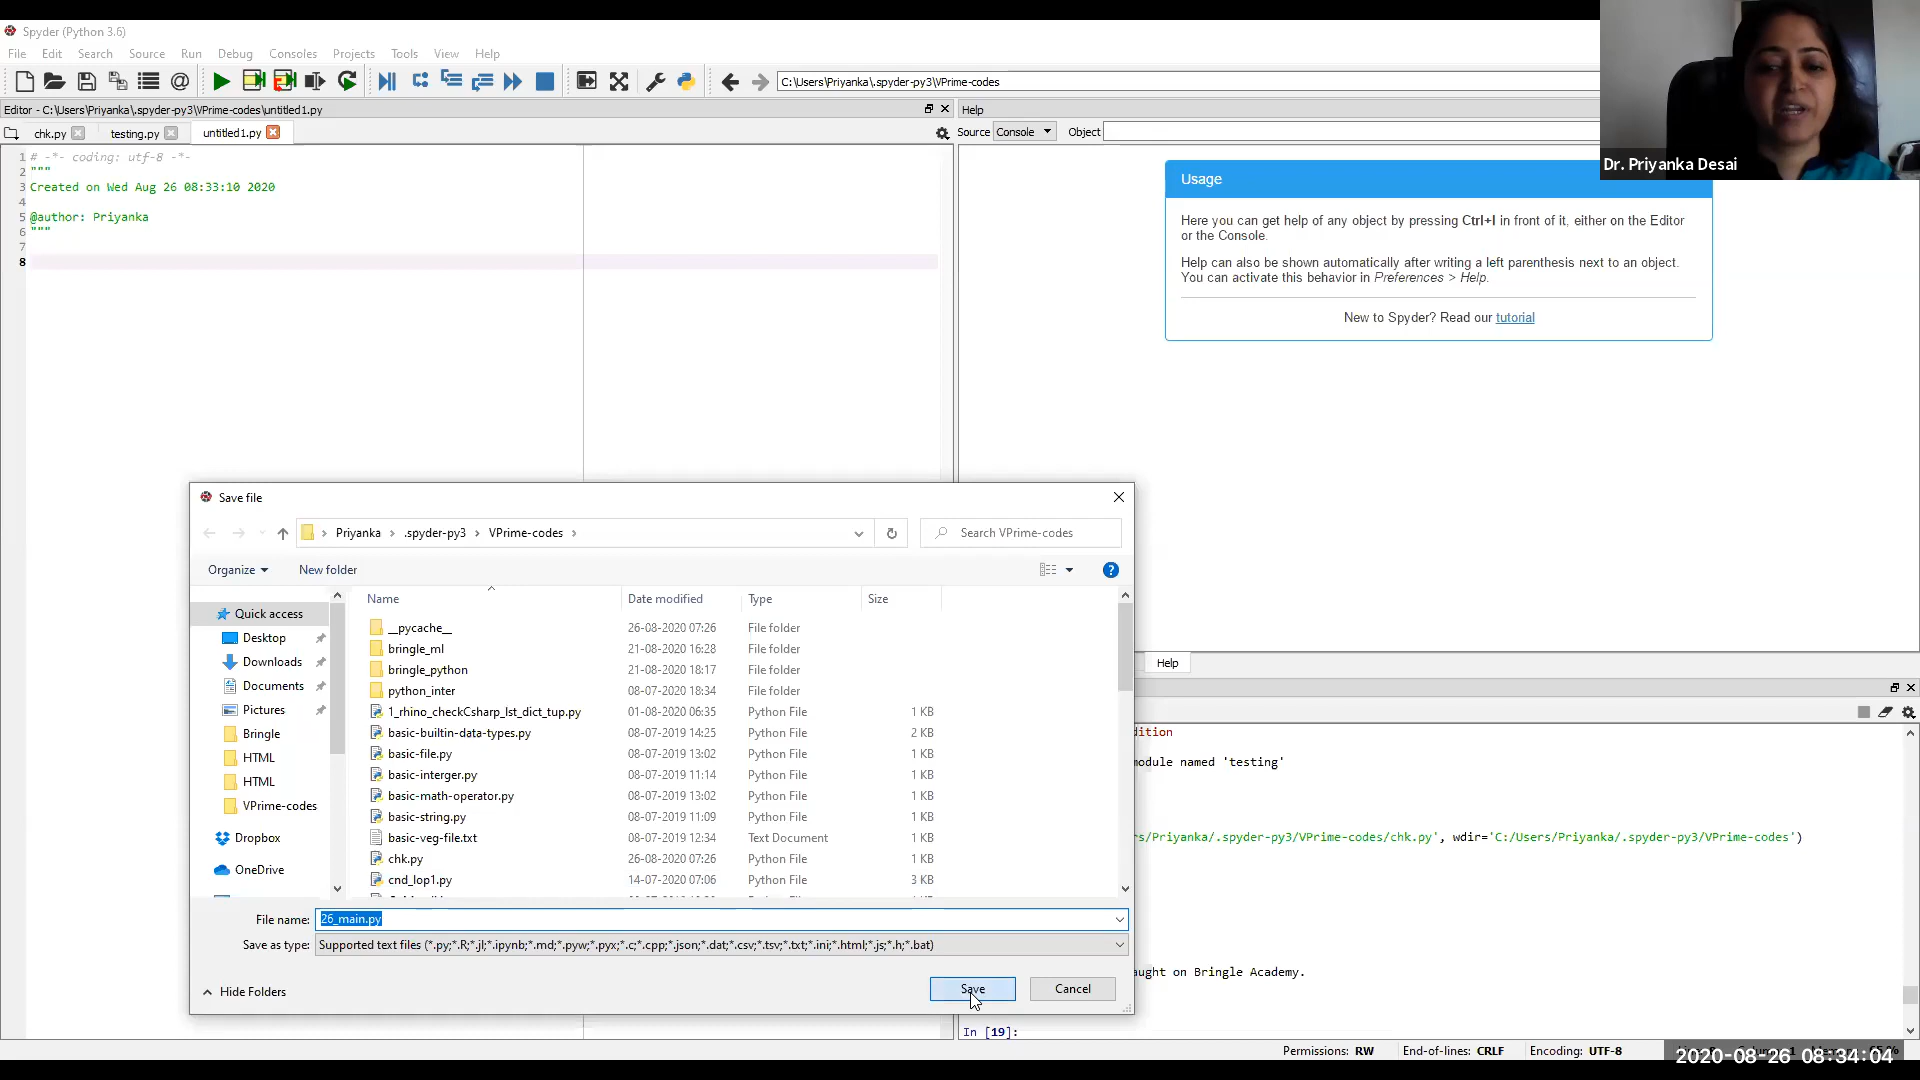 Spyder (Python 3.6)
File Edit Search Source Run Debug Consoles Projects Tools View Help
C:\Users\Priyanka\.spyder-py3\VPrime-codes
Editor - C:\Users\Priyanka\.spyder-py3\VPrime-codes\untitled1.py
Help
chk.py testing.py untitled1.py
Source Console Object
Dr. Priyanka Desai
1 # -*- coding: utf-8 -*-
2 """
3 Created on Wed Aug 26 08:33:10 2020
4
5 @author: Priyanka
6 """
7
8
Usage
Here you can get help of any object by pressing Ctrl+I in front of it, either on the Editor
or the Console.
Help can also be shown automatically after writing a left parenthesis next to an object.
You can activate this behavior in Preferences > Help.
New to Spyder? Read our tutorial
Save file
Priyanka > .spyder-py3 > VPrime-codes >
Search VPrime-codes
Organize New folder
Quick access
Desktop
Downloads
Documents
Pictures
Bringle
HTML
HTML
VPrime-codes
Dropbox
OneDrive
Name Date modified Type Size
__pycache__ 26-08-2020 07:26 File folder
bringle_ml 21-08-2020 16:28 File folder
bringle_python 21-08-2020 18:17 File folder
python_inter 08-07-2020 18:34 File folder
1_rhino_checkCsharp_lst_dict_tup.py 01-08-2020 06:35 Python File 1 KB
basic-builtin-data-types.py 08-07-2019 14:25 Python File 2 KB
basic-file.py 08-07-2019 13:02 Python File 1 KB
basic-interger.py 08-07-2019 11:14 Python File 1 KB
basic-math-operator.py 08-07-2019 13:02 Python File 1 KB
basic-string.py 08-07-2019 11:09 Python File 1 KB
basic-veg-file.txt 08-07-2019 12:34 Text Document 1 KB
chk.py 26-08-2020 07:26 Python File 1 KB
cnd_lop1.py 14-07-2020 07:06 Python File 3 KB
File name: 26_main.py
Save as type: Supported text files (*.py;*.R;*.jl;*.ipynb;*.md;*.pyw;*.pyx;*.c;*.cpp;*.json;*.dat;*.csv;*.tsv;*.txt;*.ini;*.html;*.js;*.h;*.bat)
Hide Folders
Save Cancel
Help
dition
module named 'testing'
rs/Priyanka/.spyder-py3/VPrime-codes/chk.py', wdir='C:/Users/Priyanka/.spyder-py3/VPrime-codes')
aught on Bringle Academy.
In [19]:
Permissions: RW End-of-lines: CRLF Encoding: UTF-8
2020-08-26 08:34:04